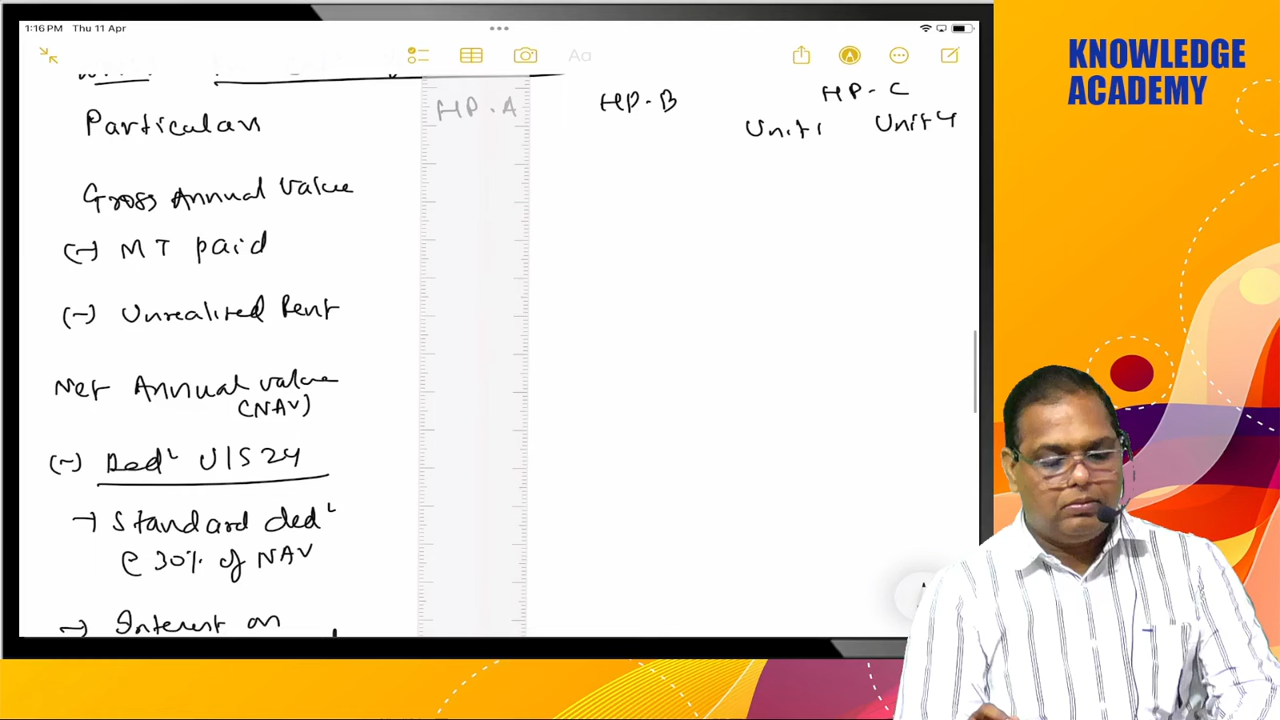 1:16 PM Thu 11 Apr
Aa
KNOWLEDGE
ACADEMY
Particulars
HP. A
HP. B
HP. C
Unit 1
Unit 4
Gross Annual Value
(-) MT paid
(-) Unrealised Rent
Net Annual value
(NAV)
(-) Ded U/S 24
→ Standard ded
@ 30% of NAV
→ Interest on